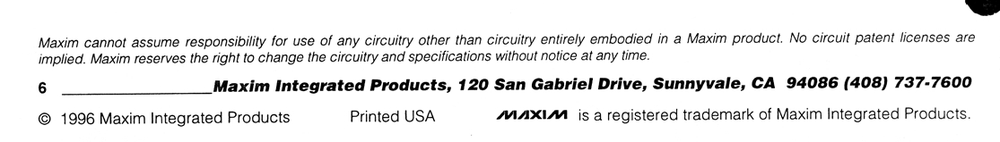 Maxim cannot assume responsibility for use of any circuitry other than circuitry entirely embodied in a Maxim product. No circuit patent licenses are
implied. Maxim reserves the right to change the circuitry and specifications without notice at any time.
6 ____________________Maxim Integrated Products, 120 San Gabriel Drive, Sunnyvale, CA 94086 (408) 737-7600
© 1996 Maxim Integrated Products Printed USA MAXIM is a registered trademark of Maxim Integrated Products.